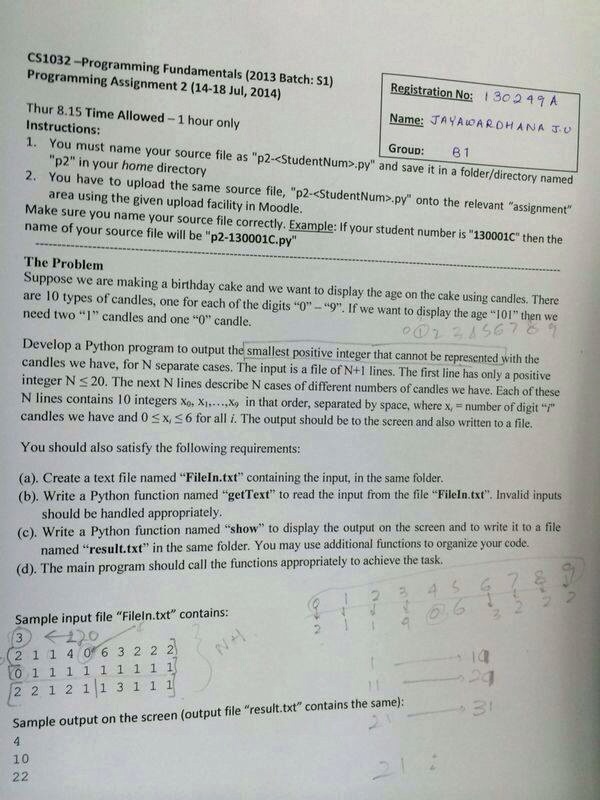 CS1032 –Programming Fundamentals (2013 Batch: S1)
Programming Assignment 2 (14-18 Jul, 2014)
Registration No: 130249A
Name: JAYAWARDHANA J.U
Group: B1
Thur 8.15 Time Allowed – 1 hour only
Instructions:
1. You must name your source file as "p2-<StudentNum>.py" and save it in a folder/directory named
"p2" in your home directory
2. You have to upload the same source file, "p2-<StudentNum>.py" onto the relevant "assignment"
area using the given upload facility in Moodle.
Make sure you name your source file correctly. Example: If your student number is "130001C" then the
name of your source file will be "p2-130001C.py"
The Problem
Suppose we are making a birthday cake and we want to display the age on the cake using candles. There
are 10 types of candles, one for each of the digits "0" – "9". If we want to display the age "101" then we
need two "1" candles and one "0" candle.
0 1 2 3 4 5 6 7 8 9
Develop a Python program to output the smallest positive integer that cannot be represented with the
candles we have, for N separate cases. The input is a file of N+1 lines. The first line has only a positive
integer N ≤ 20. The next N lines describe N cases of different numbers of candles we have. Each of these
N lines contains 10 integers x0, x1,…,x9 in that order, separated by space, where xi = number of digit "i"
candles we have and 0 ≤ xi ≤ 6 for all i. The output should be to the screen and also written to a file.
You should also satisfy the following requirements:
(a). Create a text file named "FileIn.txt" containing the input, in the same folder.
(b). Write a Python function named "getText" to read the input from the file "FileIn.txt". Invalid inputs
should be handled appropriately.
(c). Write a Python function named "show" to display the output on the screen and to write it to a file
named "result.txt" in the same folder. You may use additional functions to organize your code.
(d). The main program should call the functions appropriately to achieve the task.
0 1 2 3 4 5 6 7 8 9
2 1 1 9 0 6 3 2 2 2
Sample input file "FileIn.txt" contains:
3
2 1 1 4 0 6 3 2 2 2
0 1 1 1 1 1 1 1 1 1
2 2 1 2 1 1 3 1 1 1
N+1
1 19
11 29
21 31
Sample output on the screen (output file "result.txt" contains the same):
4
10
22
21